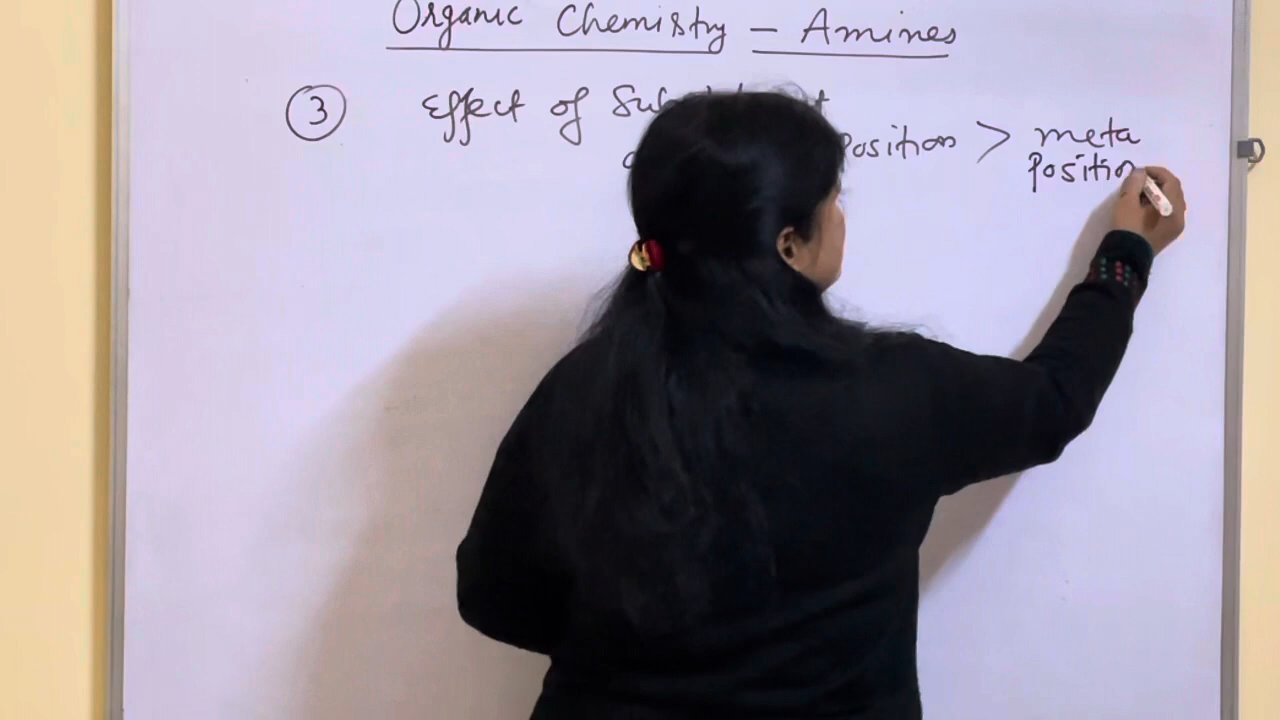 Organic Chemistry - Amines
③ Effect of
Position > meta
Position